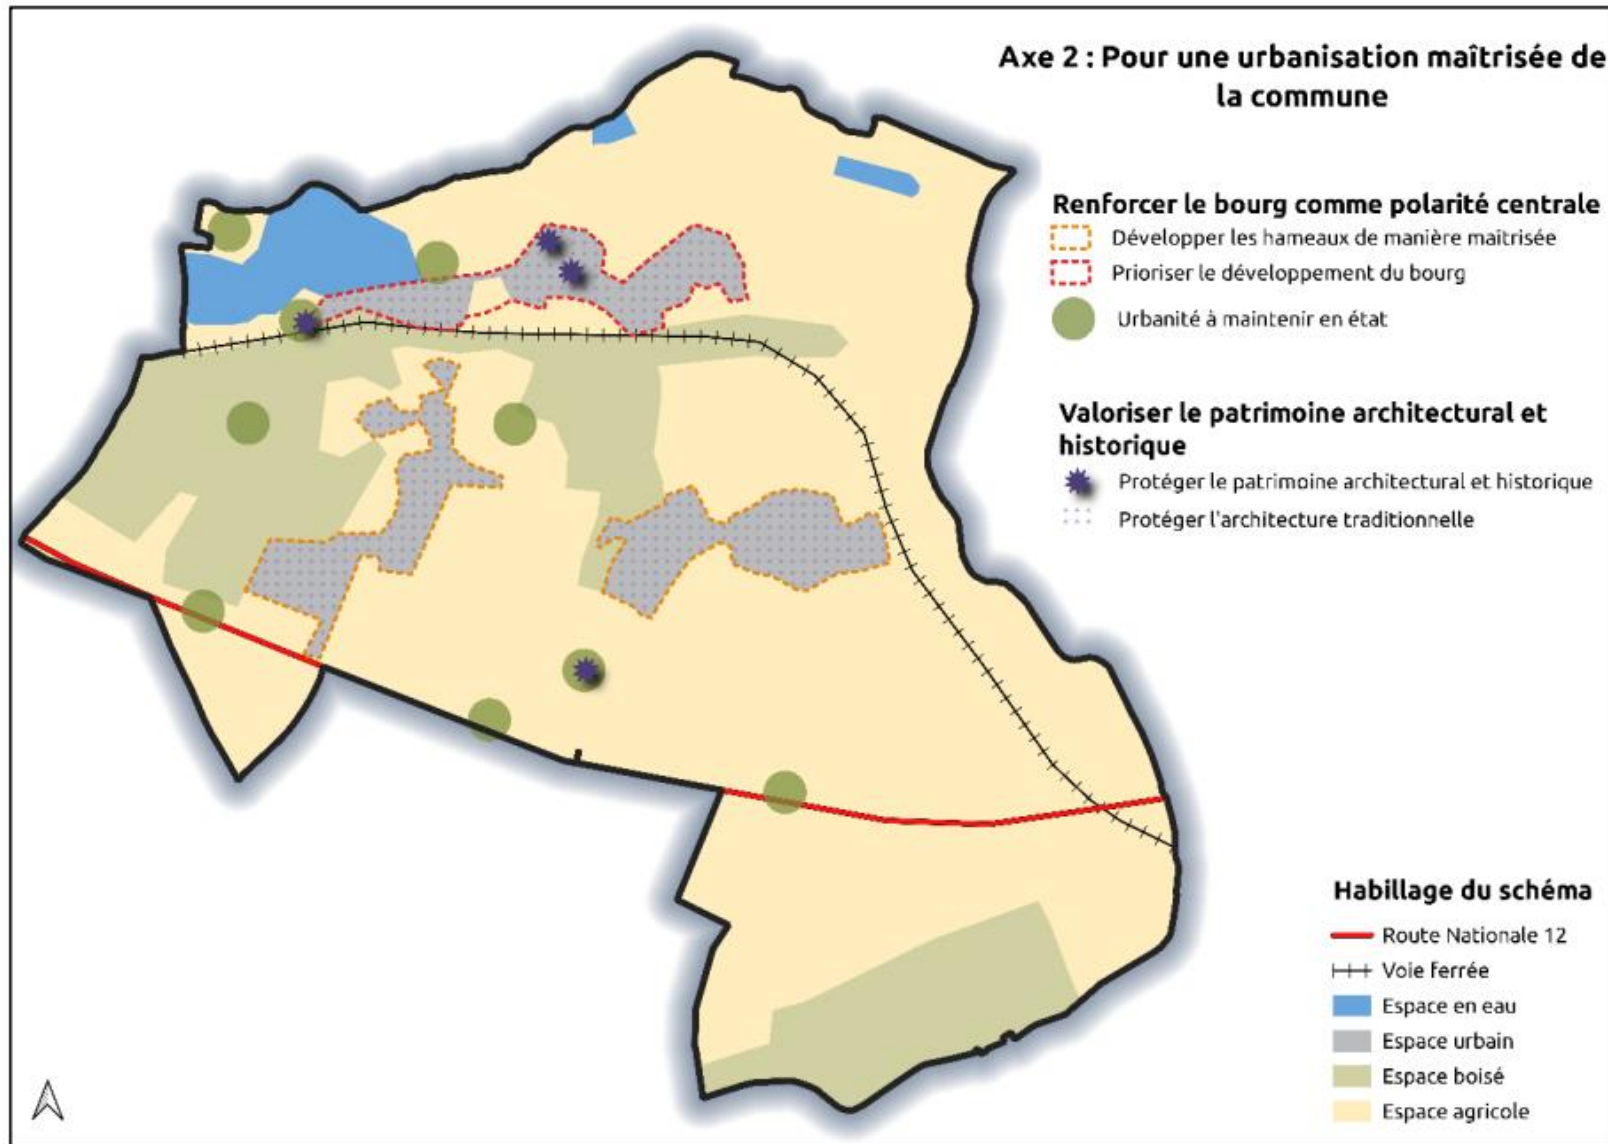 Axe 2 : Pour une urbanisation maîtrisée de
la commune
Renforcer le bourg comme polarité centrale
Développer les hameaux de manière maîtrisée
Prioriser le développement du bourg
Urbanité à maintenir en état
Valoriser le patrimoine architectural et
historique
Protéger le patrimoine architectural et historique
Protéger l'architecture traditionnelle
Habillage du schéma
Route Nationale 12
Voie ferrée
Espace en eau
Espace urbain
Espace boisé
Espace agricole